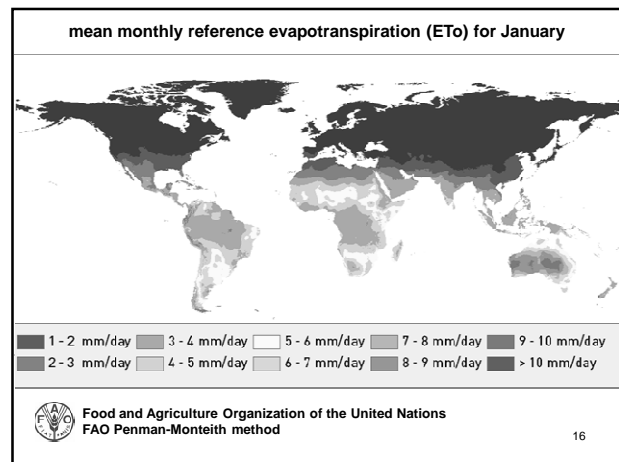 mean monthly reference evapotranspiration (ETo) for January
1 - 2 mm/day 3 - 4 mm/day 5 - 6 mm/day 7 - 8 mm/day 9 - 10 mm/day
2 - 3 mm/day 4 - 5 mm/day 6 - 7 mm/day 8 - 9 mm/day > 10 mm/day
Food and Agriculture Organization of the United Nations
FAO Penman-Monteith method
16